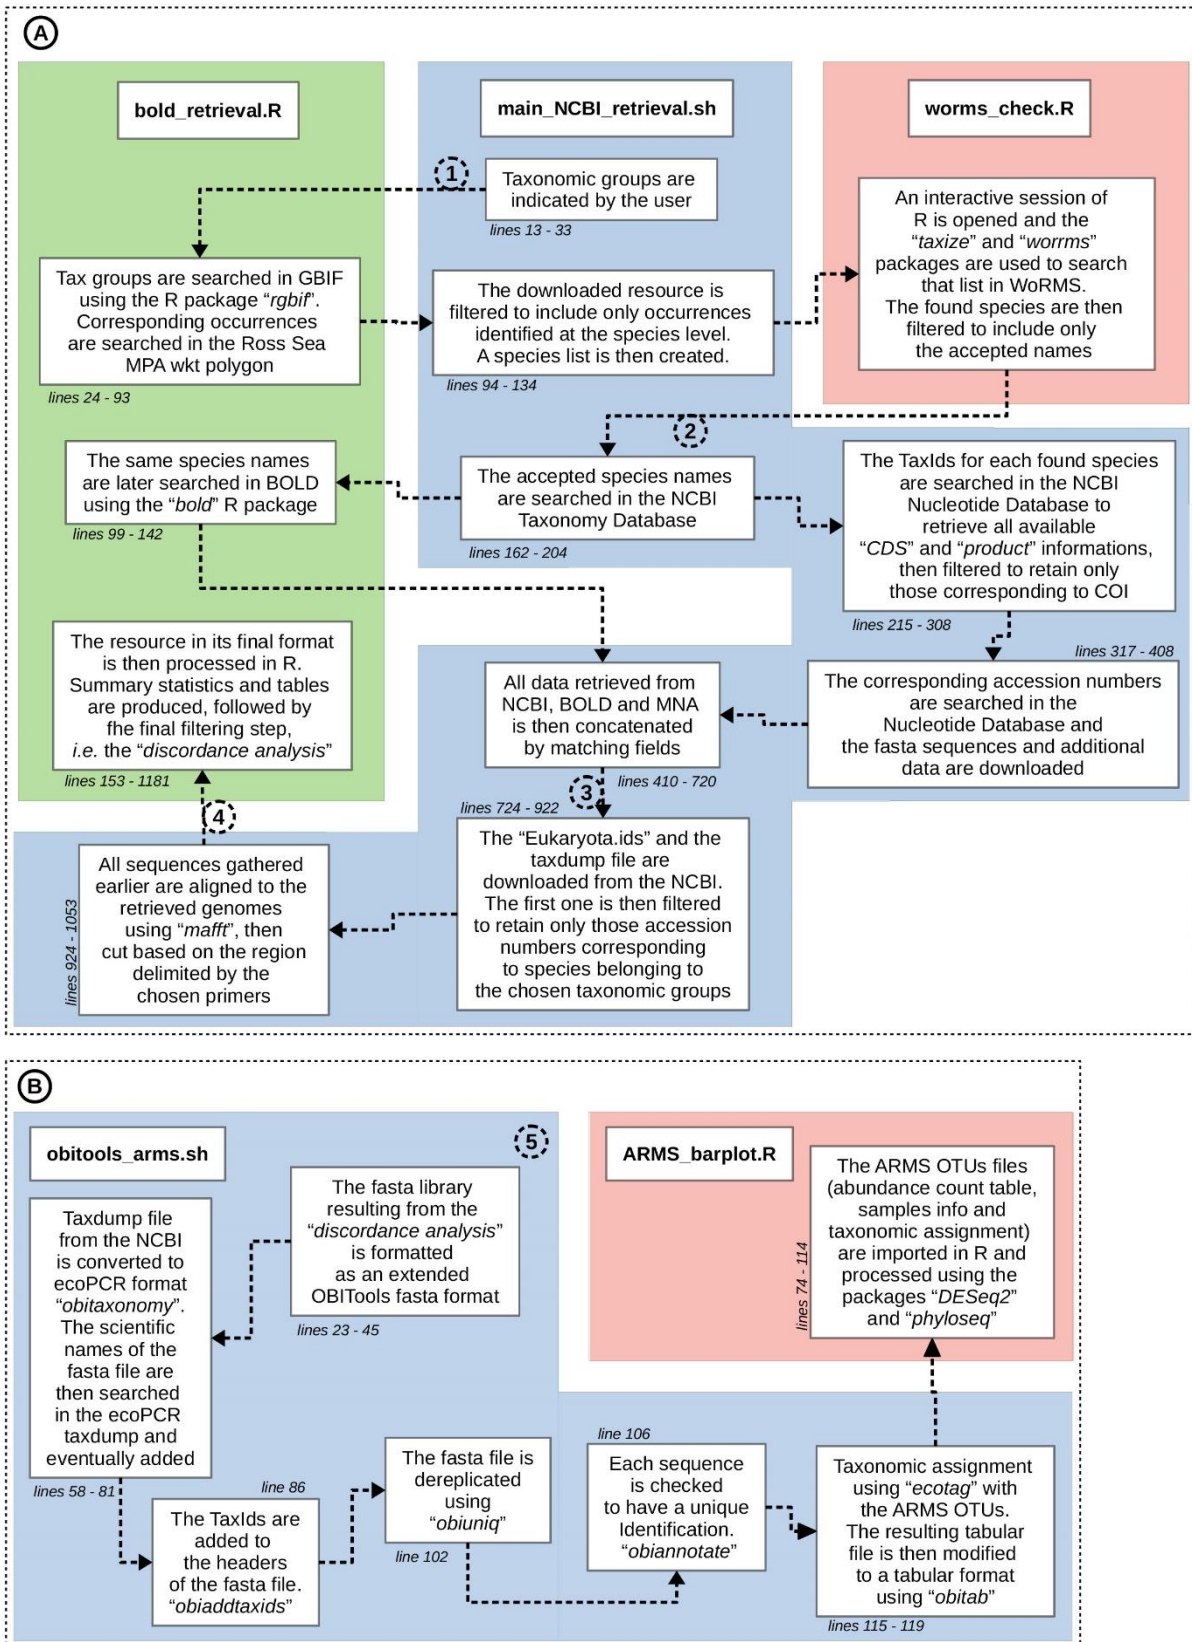 A
bold_retrieval.R
main_NCBI_retrieval.sh
worms_check.R
1
Taxonomic groups are
indicated by the user
lines 13 - 33
Tax groups are searched in GBIF
using the R package “rgbif”.
Corresponding occurrences
are searched in the Ross Sea
MPA wkt polygon
lines 24 - 93
The downloaded resource is
filtered to include only occurrences
identified at the species level.
A species list is then created.
lines 94 - 134
An interactive session of
R is opened and the
“taxize” and “worrms”
packages are used to search
that list in WoRMS.
The found species are then
filtered to include only
the accepted names
2
The accepted species names
are searched in the NCBI
Taxonomy Database
lines 162 - 204
The same species names
are later searched in BOLD
using the “bold” R package
lines 99 - 142
The TaxIds for each found species
are searched in the NCBI
Nucleotide Database to
retrieve all available
“CDS” and “product” informations,
then filtered to retain only
those corresponding to COI
lines 215 - 308
lines 317 - 408
The corresponding accession numbers
are searched in the
Nucleotide Database and
the fasta sequences and additional
data are downloaded
All data retrieved from
NCBI, BOLD and MNA
is then concatenated
by matching fields
lines 410 - 720
The resource in its final format
is then processed in R.
Summary statistics and tables
are produced, followed by
fhe final filtering step,
i.e. the “discordance analysis”
lines 153 - 1181
3
lines 724 - 922
The “Eukaryota.ids” and the
taxdump file are
downloaded from the NCBI.
The first one is then filtered
to retain only those accession
numbers corresponding
to species belonging to
the chosen taxonomic groups
4
lines 924 - 1053
All sequences gathered
earlier are aligned to the
retrieved genomes
using “mafft”, then
cut based on the region
delimited by the
chosen primers
B
obitools_arms.sh
5
ARMS_barplot.R
The fasta library
resulting from the
“discordance analysis”
is formatted
as an extended
OBITools fasta format
lines 23 - 45
Taxdump file
from the NCBI
is converted to
ecoPCR format
“obitaxonomy”.
The scientific
names of the
fasta file are
then searched
in the ecoPCR
taxdump and
eventually added
lines 58 - 81
line 86
The TaxIds are
added to
the headers
of the fasta file.
“obiaddtaxids”
The fasta file is
dereplicated
using
“obiuniq”
line 102
line 106
Each sequence
is checked
to have a unique
Identification.
“obiannotate”
Taxonomic assignment
using “ecotag” with
the ARMS OTUs.
The resulting tabular
file is then modified
to a tabular format
using “obitab”
lines 115 - 119
lines 74 - 114
The ARMS OTUs files
(abundance count table,
samples info and
taxonomic assignment)
are imported in R and
processed using the
packages “DESeq2”
and “phyloseq”